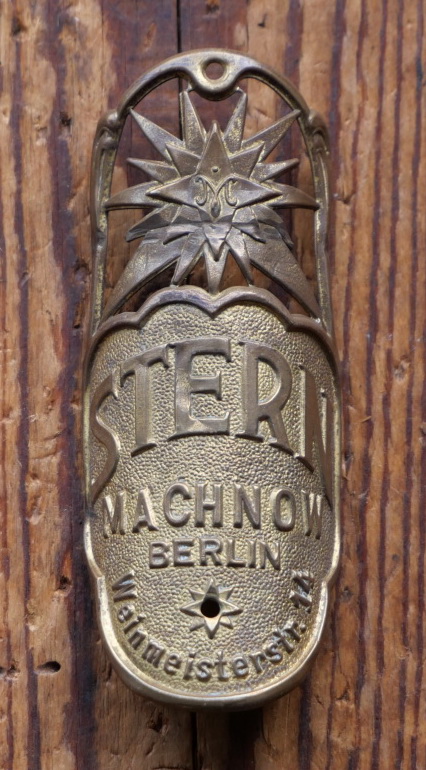 STERN
MACHNOW
BERLIN
Weinmeisterstr. 14